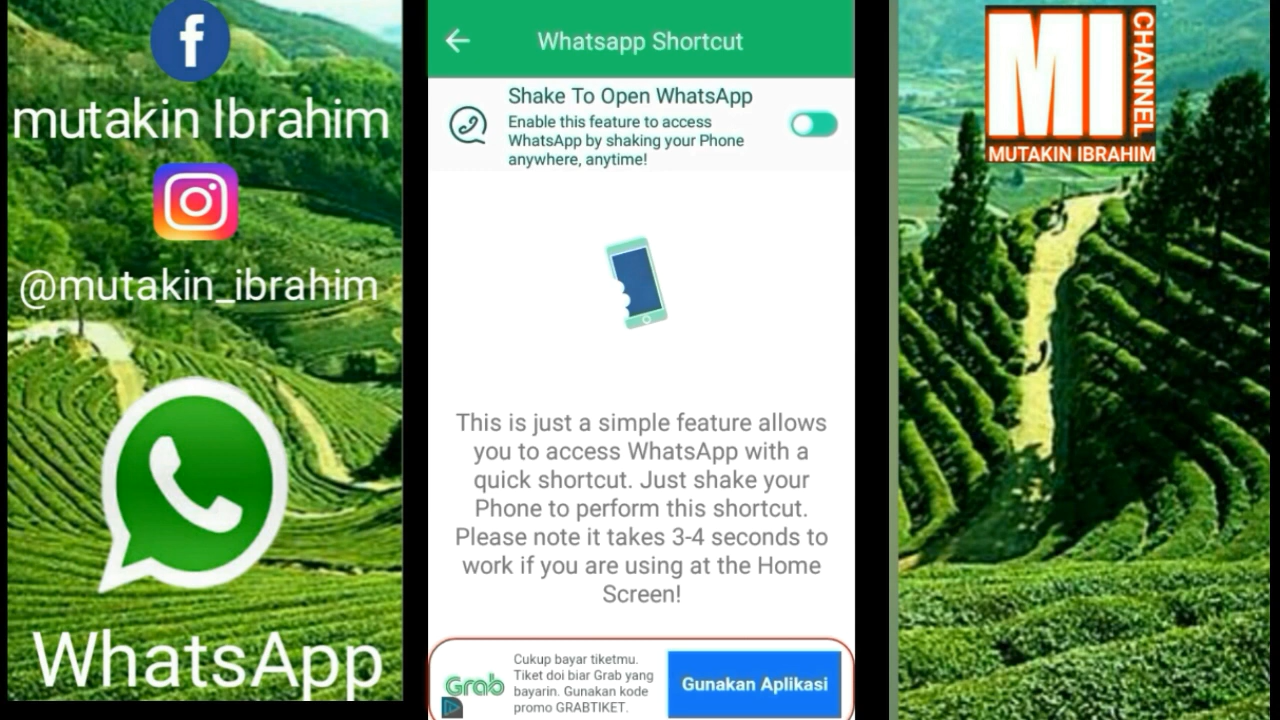 mutakin Ibrahim
@mutakin_ibrahim
WhatsApp
Whatsapp Shortcut
Shake To Open WhatsApp
Enable this feature to access
WhatsApp by shaking your Phone
anywhere, anytime!
This is just a simple feature allows
you to access WhatsApp with a
quick shortcut. Just shake your
Phone to perform this shortcut.
Please note it takes 3-4 seconds to
work if you are using at the Home
Screen!
Grab
Cukup bayar tiketmu.
Tiket doi biar Grab yang
bayarin. Gunakan kode
promo GRABTIKET.
Gunakan Aplikasi
MI
CHANNEL
MUTAKIN IBRAHIM